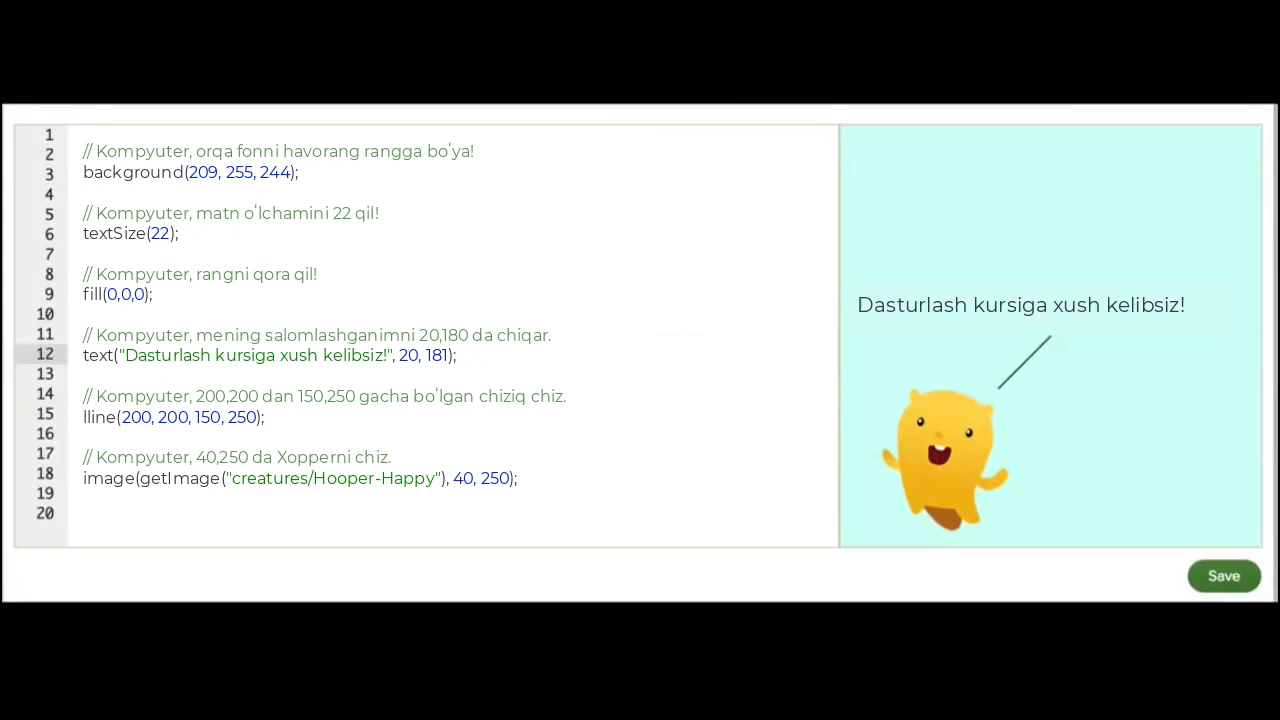 1
2
3
4
5
6
7
8
9
10
11
12
13
14
15
16
17
18
19
20
// Kompyuter, orqa fonni havorang rangga boʻya!
background(209, 255, 244);
// Kompyuter, matn oʻlchamini 22 qil!
textSize(22);
// Kompyuter, rangni qora qil!
fill(0,0,0);
// Kompyuter, mening salomlashganimni 20,180 da chiqar.
text("Dasturlash kursiga xush kelibsiz!", 20, 181);
// Kompyuter, 200,200 dan 150,250 gacha boʻlgan chiziq chiz.
lline(200, 200, 150, 250);
// Kompyuter, 40,250 da Xopperni chiz.
image(getImage("creatures/Hooper-Happy"), 40, 250);
Dasturlash kursiga xush kelibsiz!
Save